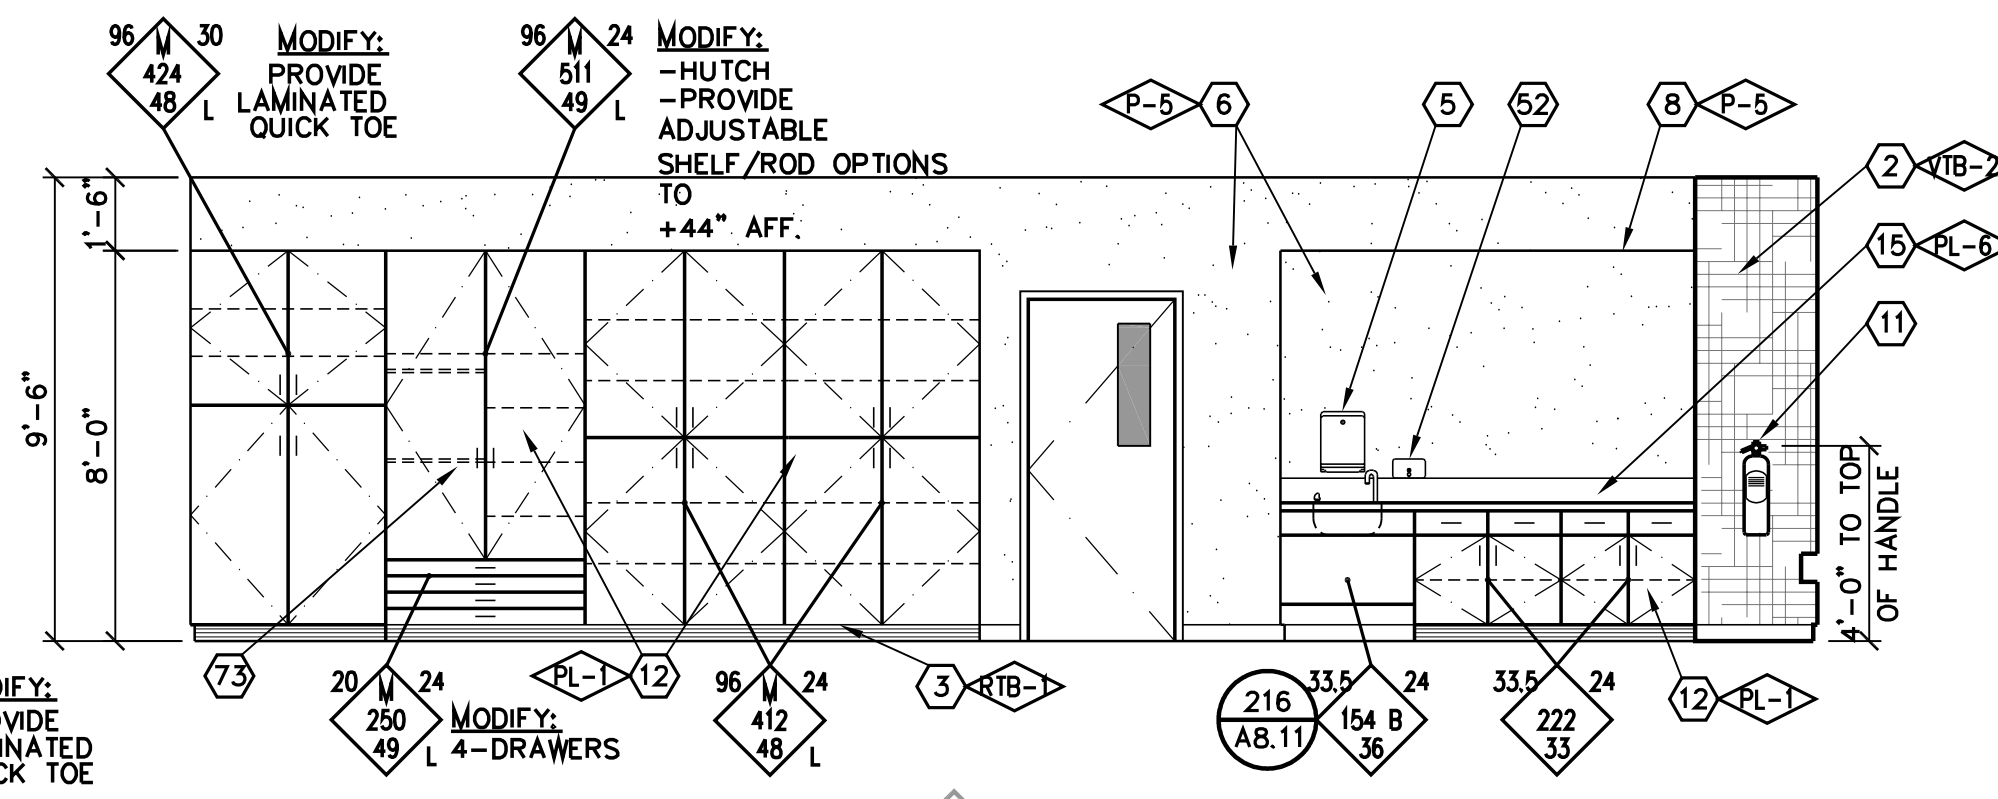 96 M 30
424
48 L
MODIFY:
PROVIDE
LAMINATED
QUICK TOE
96 M 24
511
49 L
MODIFY:
-HUTCH
-PROVIDE
ADJUSTABLE
SHELF/ROD OPTIONS
TO
+44" AFF.
P-5 6
5
52
8 P-5
2 VTB-2
15 PL-6
11
1'-6"
9'-6"
8'-0"
4'-0" TO TOP
OF HANDLE
73
20 M 24
250
49 L
MODIFY:
4-DRAWERS
PL-1 12
96 M 24
412
48 L
3 RTB-1
216
A8.11
33.5 24
154 B
36
33.5 24
222
33
12 PL-1
DIFY:
VIDE
INATED
CK TOE